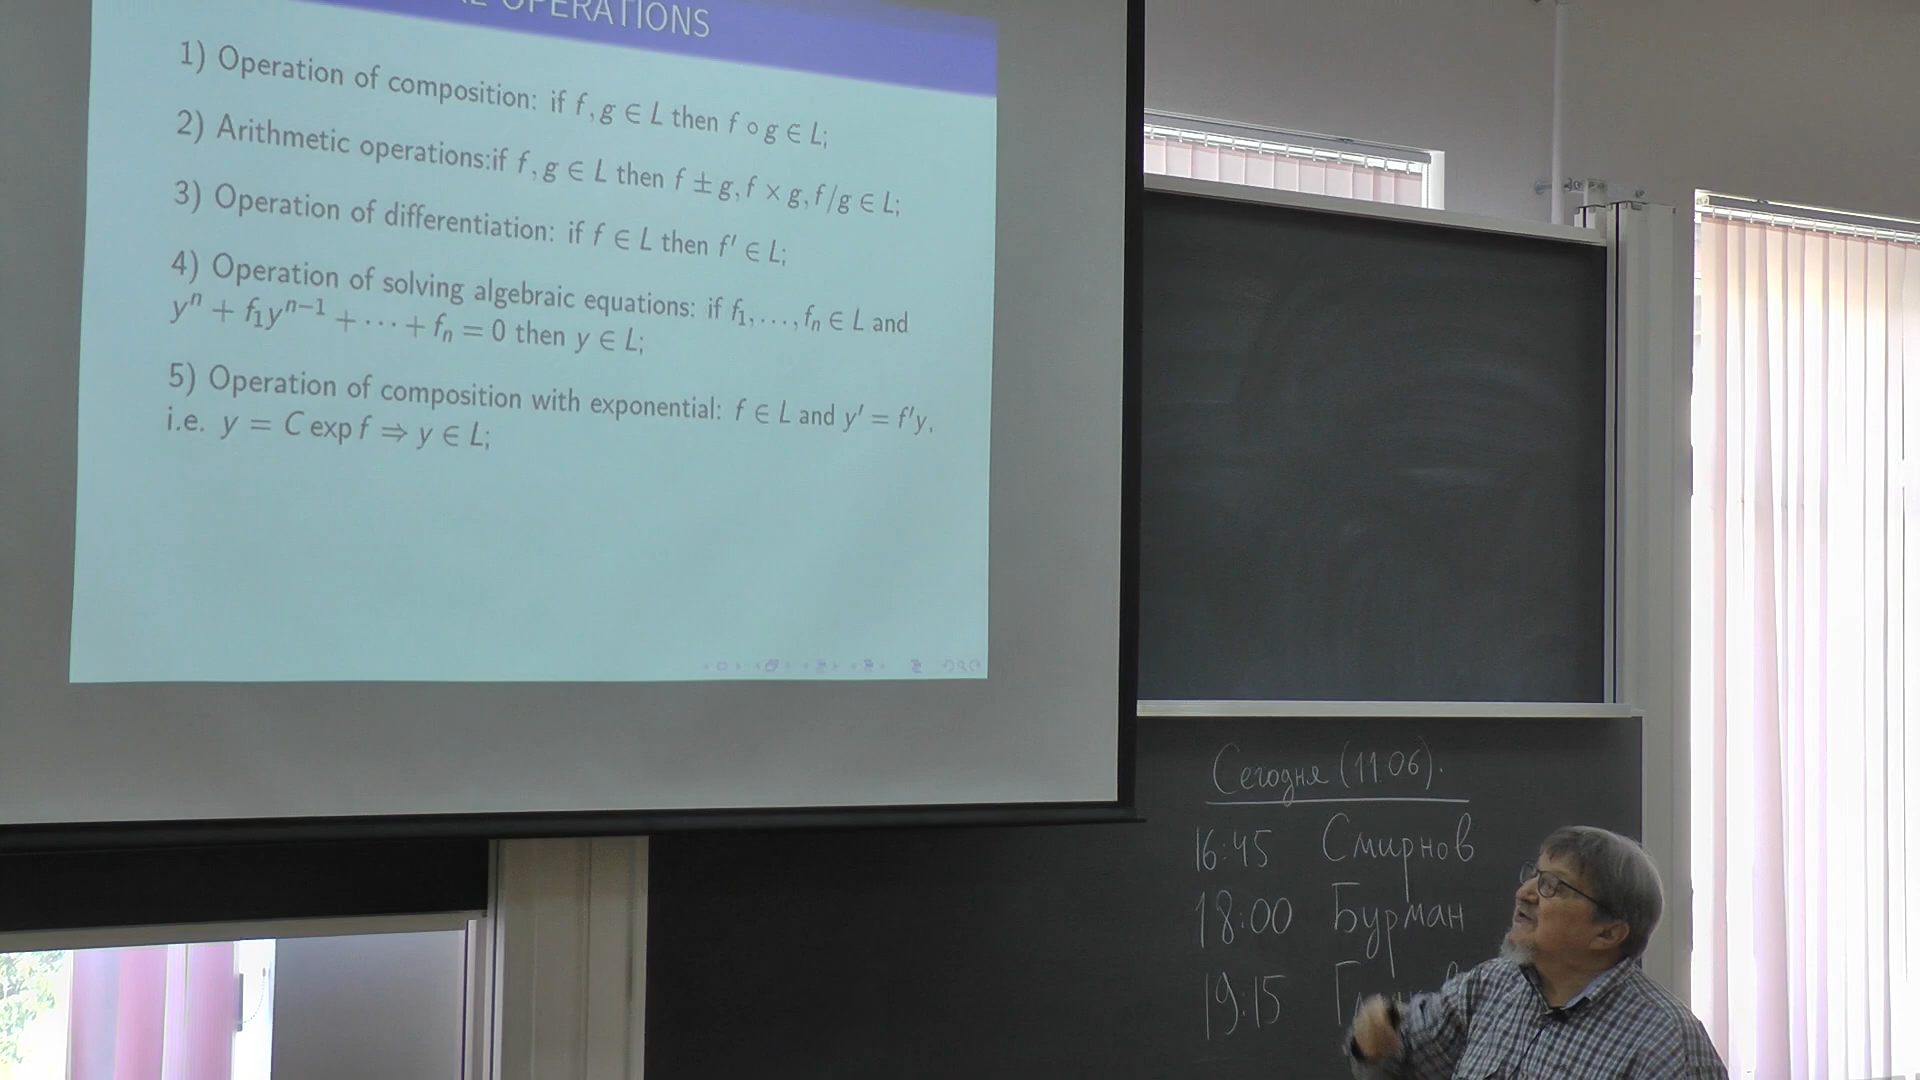 OPERATIONS
1) Operation of composition: if f, g ∈ L then f ∘ g ∈ L;
2) Arithmetic operations:if f, g ∈ L then f ± g, f × g, f/g ∈ L;
3) Operation of differentiation: if f ∈ L then f′ ∈ L;
4) Operation of solving algebraic equations: if f₁, …, fₙ ∈ L and
yⁿ + f₁yⁿ⁻¹ + ⋯ + fₙ = 0 then y ∈ L;
5) Operation of composition with exponential: f ∈ L and y′ = f′y,
i.e. y = C exp f ⇒ y ∈ L;
Сегодня (11.06).
16:45 Смирнов
18:00 Бурман
19:15